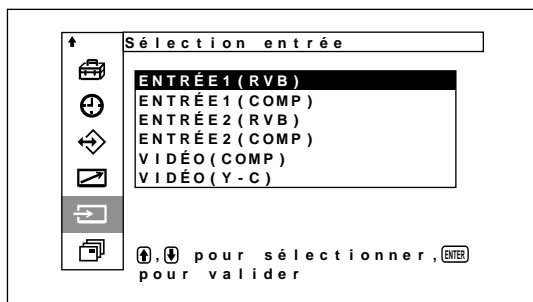 Sélection entrée
ENTRÉE1(RVB)
ENTRÉE1(COMP)
ENTRÉE2(RVB)
ENTRÉE2(COMP)
VIDÉO(COMP)
VIDÉO(Y-C)
, pour sélectionner, ENTER
pour valider